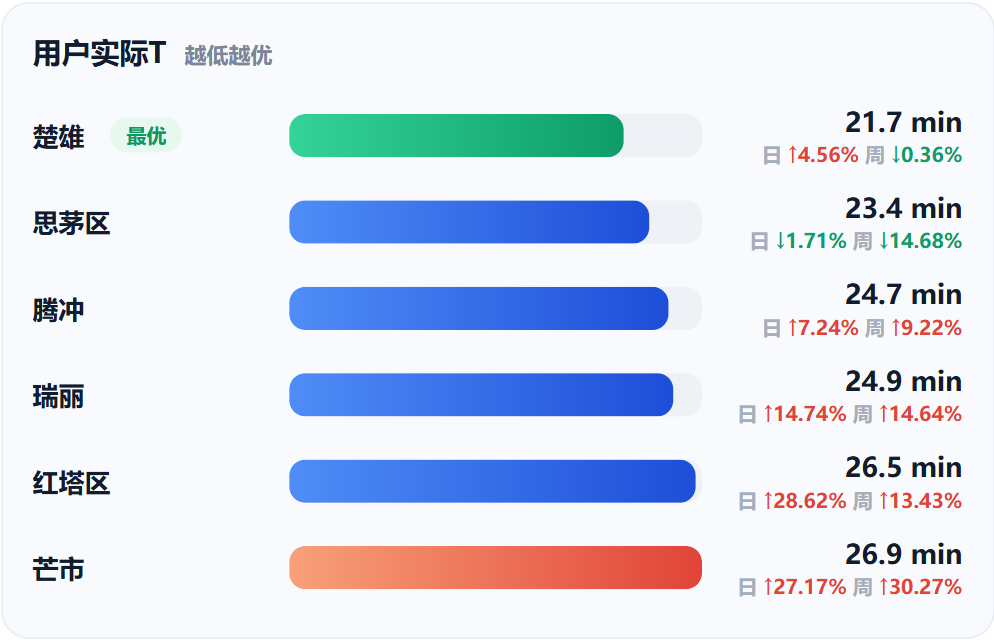 用户实际T 越低越优
楚雄 最优 21.7 min
日 ↑4.56% 周 ↓0.36%
思茅区 23.4 min
日 ↓1.71% 周 ↓14.68%
腾冲 24.7 min
日 ↑7.24% 周 ↑9.22%
瑞丽 24.9 min
日 ↑14.74% 周 ↑14.64%
红塔区 26.5 min
日 ↑28.62% 周 ↑13.43%
芒市 26.9 min
日 ↑27.17% 周 ↑30.27%